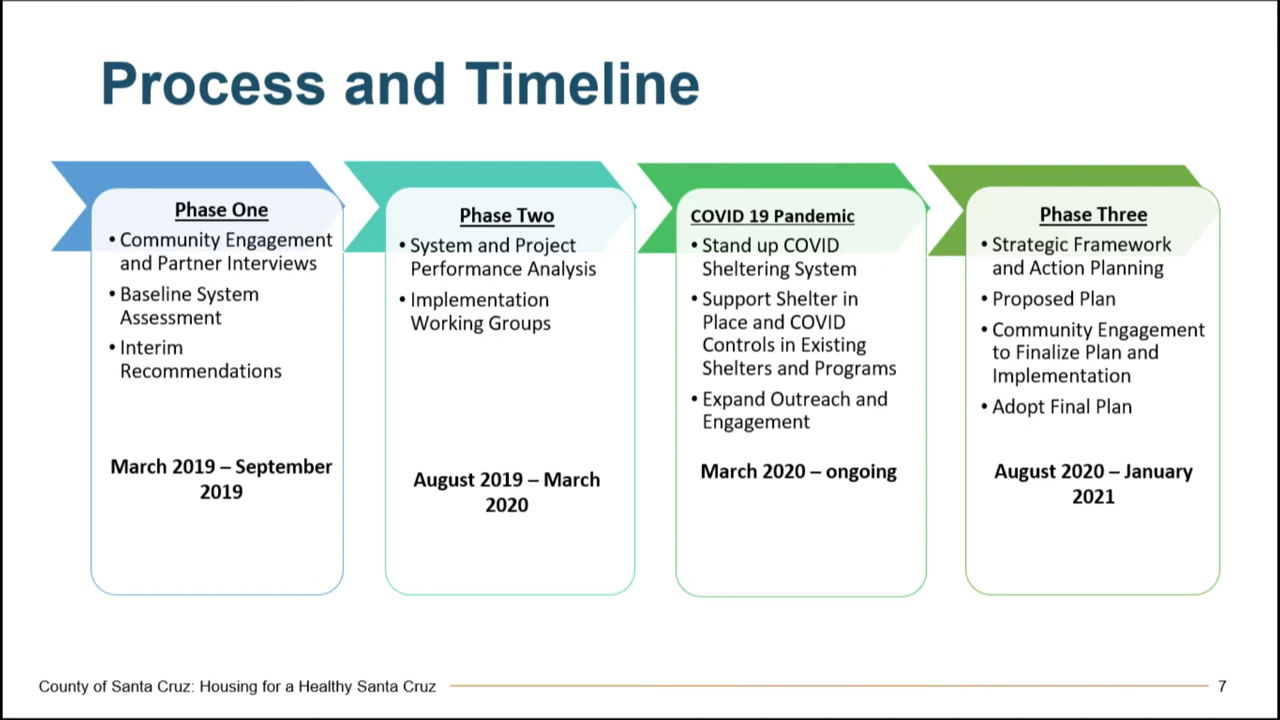 Process and Timeline
Phase One
• Community Engagement
and Partner Interviews
• Baseline System
Assessment
• Interim
Recommendations
March 2019 – September
2019
Phase Two
• System and Project
Performance Analysis
• Implementation
Working Groups
August 2019 – March
2020
COVID 19 Pandemic
• Stand up COVID
Sheltering System
• Support Shelter in
Place and COVID
Controls in Existing
Shelters and Programs
• Expand Outreach and
Engagement
March 2020 – ongoing
Phase Three
• Strategic Framework
and Action Planning
• Proposed Plan
• Community Engagement
to Finalize Plan and
Implementation
• Adopt Final Plan
August 2020 – January
2021
County of Santa Cruz: Housing for a Healthy Santa Cruz
7